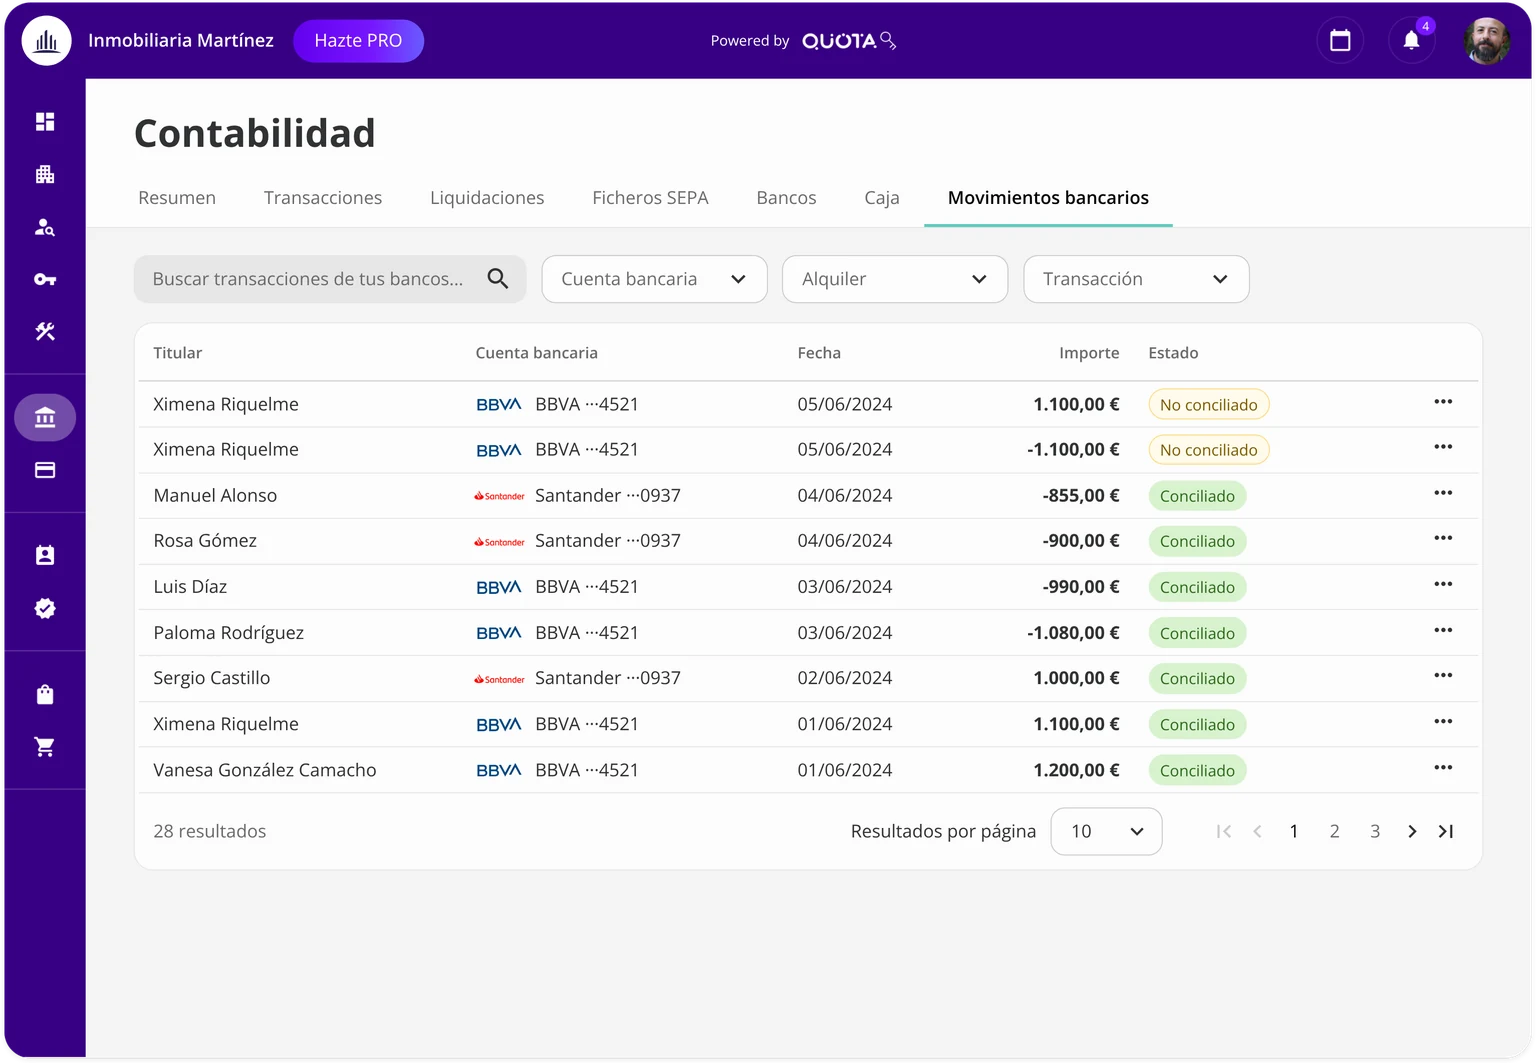 Inmobiliaria Martínez Hazte PRO Powered by QUOTA 4
Contabilidad
Resumen Transacciones Liquidaciones Ficheros SEPA Bancos Caja Movimientos bancarios
Buscar transacciones de tus bancos... Cuenta bancaria Alquiler Transacción
Titular Cuenta bancaria Fecha Importe Estado
Ximena Riquelme BBVA BBVA ···4521 05/06/2024 1.100,00 € No conciliado
Ximena Riquelme BBVA BBVA ···4521 05/06/2024 -1.100,00 € No conciliado
Manuel Alonso Santander Santander ···0937 04/06/2024 -855,00 € Conciliado
Rosa Gómez Santander Santander ···0937 04/06/2024 -900,00 € Conciliado
Luis Díaz BBVA BBVA ···4521 03/06/2024 -990,00 € Conciliado
Paloma Rodríguez BBVA BBVA ···4521 03/06/2024 -1.080,00 € Conciliado
Sergio Castillo Santander Santander ···0937 02/06/2024 1.000,00 € Conciliado
Ximena Riquelme BBVA BBVA ···4521 01/06/2024 1.100,00 € Conciliado
Vanesa González Camacho BBVA BBVA ···4521 01/06/2024 1.200,00 € Conciliado
28 resultados Resultados por página 10 1 2 3